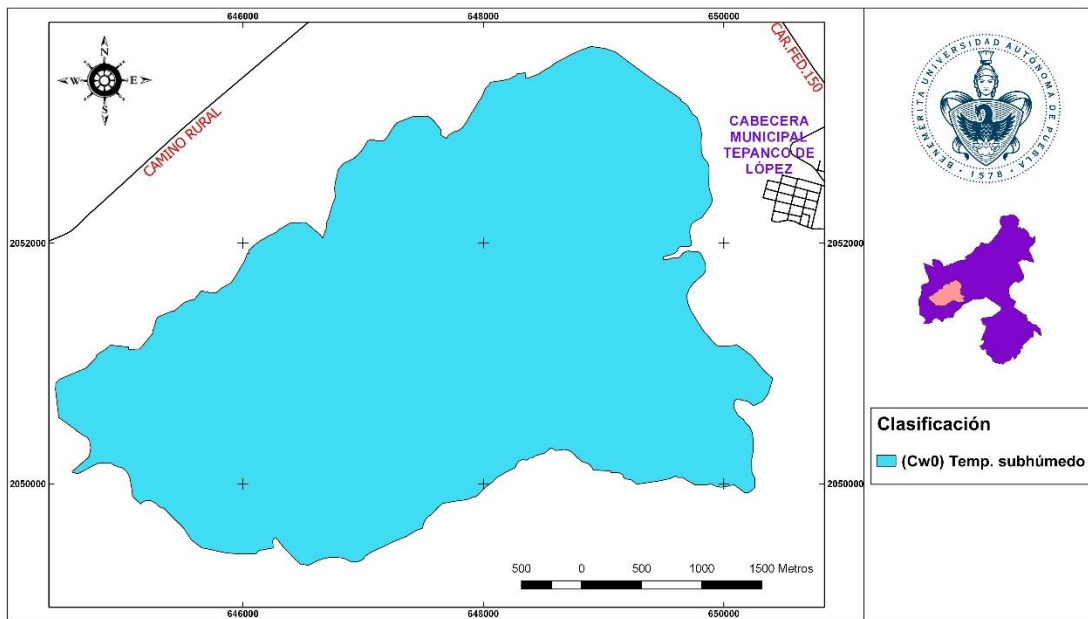 646000
648000
650000
N
W
E
S
CAMINO RURAL
CAR.FED.150
CABECERA
MUNICIPAL
TEPANCO DE
LÓPEZ
2052000
2052000
2050000
2050000
500 0 500 1000 1500 Metros
646000
648000
650000
BENEMÉRITA UNIVERSIDAD AUTÓNOMA DE PUEBLA
1578
Clasificación
(Cw0) Temp. subhúmedo